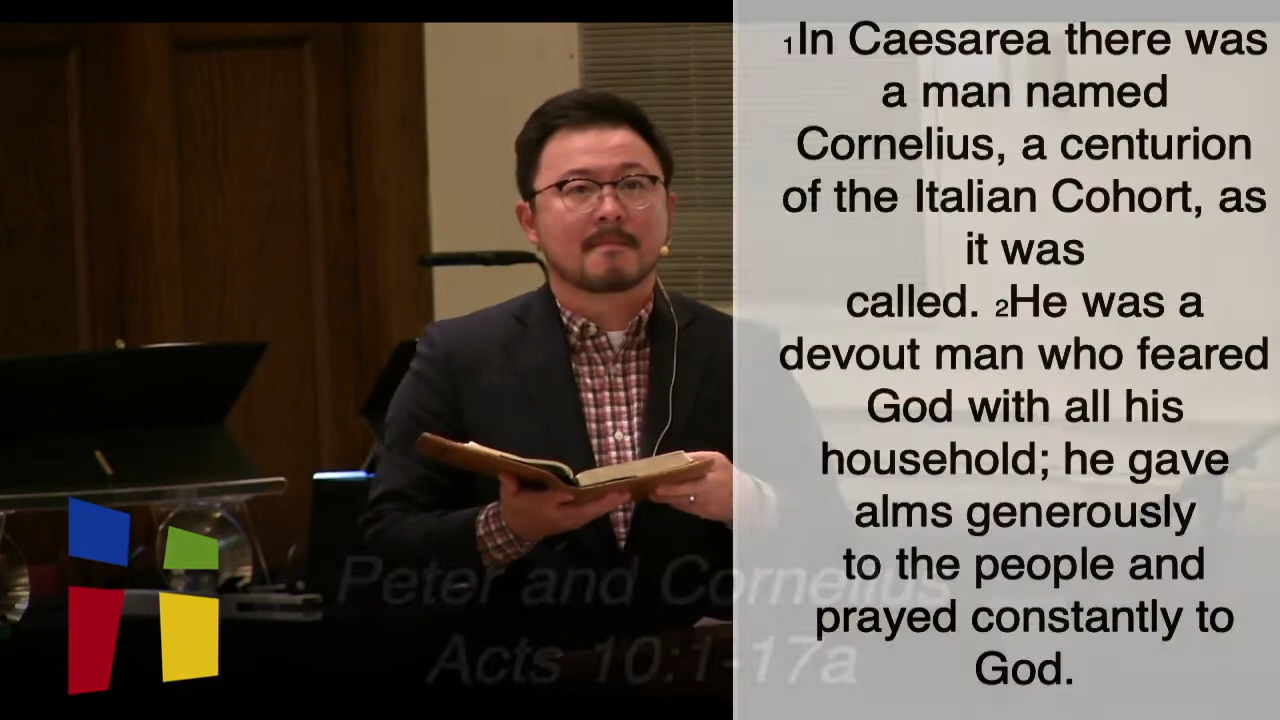 1In Caesarea there was
a man named
Cornelius, a centurion
of the Italian Cohort, as
it was
called. 2He was a
devout man who feared
God with all his
household; he gave
alms generously
to the people and
prayed constantly to
God.
Peter and Cornelius
Acts 10:1-17a